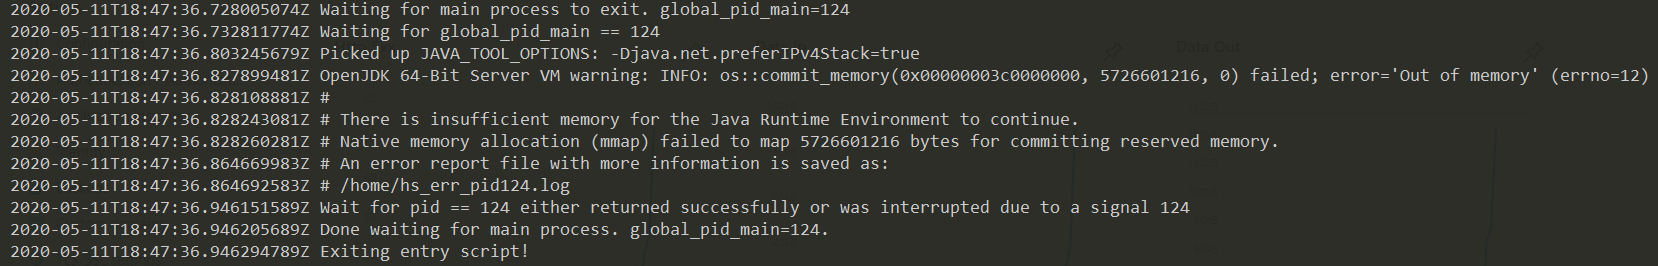 2020-05-11T18:47:36.728005074Z Waiting for main process to exit. global_pid_main=124
2020-05-11T18:47:36.732811774Z Waiting for global_pid_main == 124
2020-05-11T18:47:36.803245679Z Picked up JAVA_TOOL_OPTIONS: -Djava.net.preferIPv4Stack=true
2020-05-11T18:47:36.827899481Z OpenJDK 64-Bit Server VM warning: INFO: os::commit_memory(0x00000003c0000000, 5726601216, 0) failed; error='Out of memory' (errno=12)
2020-05-11T18:47:36.828108881Z #
2020-05-11T18:47:36.828243081Z # There is insufficient memory for the Java Runtime Environment to continue.
2020-05-11T18:47:36.828260281Z # Native memory allocation (mmap) failed to map 5726601216 bytes for committing reserved memory.
2020-05-11T18:47:36.864669983Z # An error report file with more information is saved as:
2020-05-11T18:47:36.864692583Z # /home/hs_err_pid124.log
2020-05-11T18:47:36.946151589Z Wait for pid == 124 either returned successfully or was interrupted due to a signal 124
2020-05-11T18:47:36.946205689Z Done waiting for main process. global_pid_main=124.
2020-05-11T18:47:36.946294789Z Exiting entry script!
Data Out